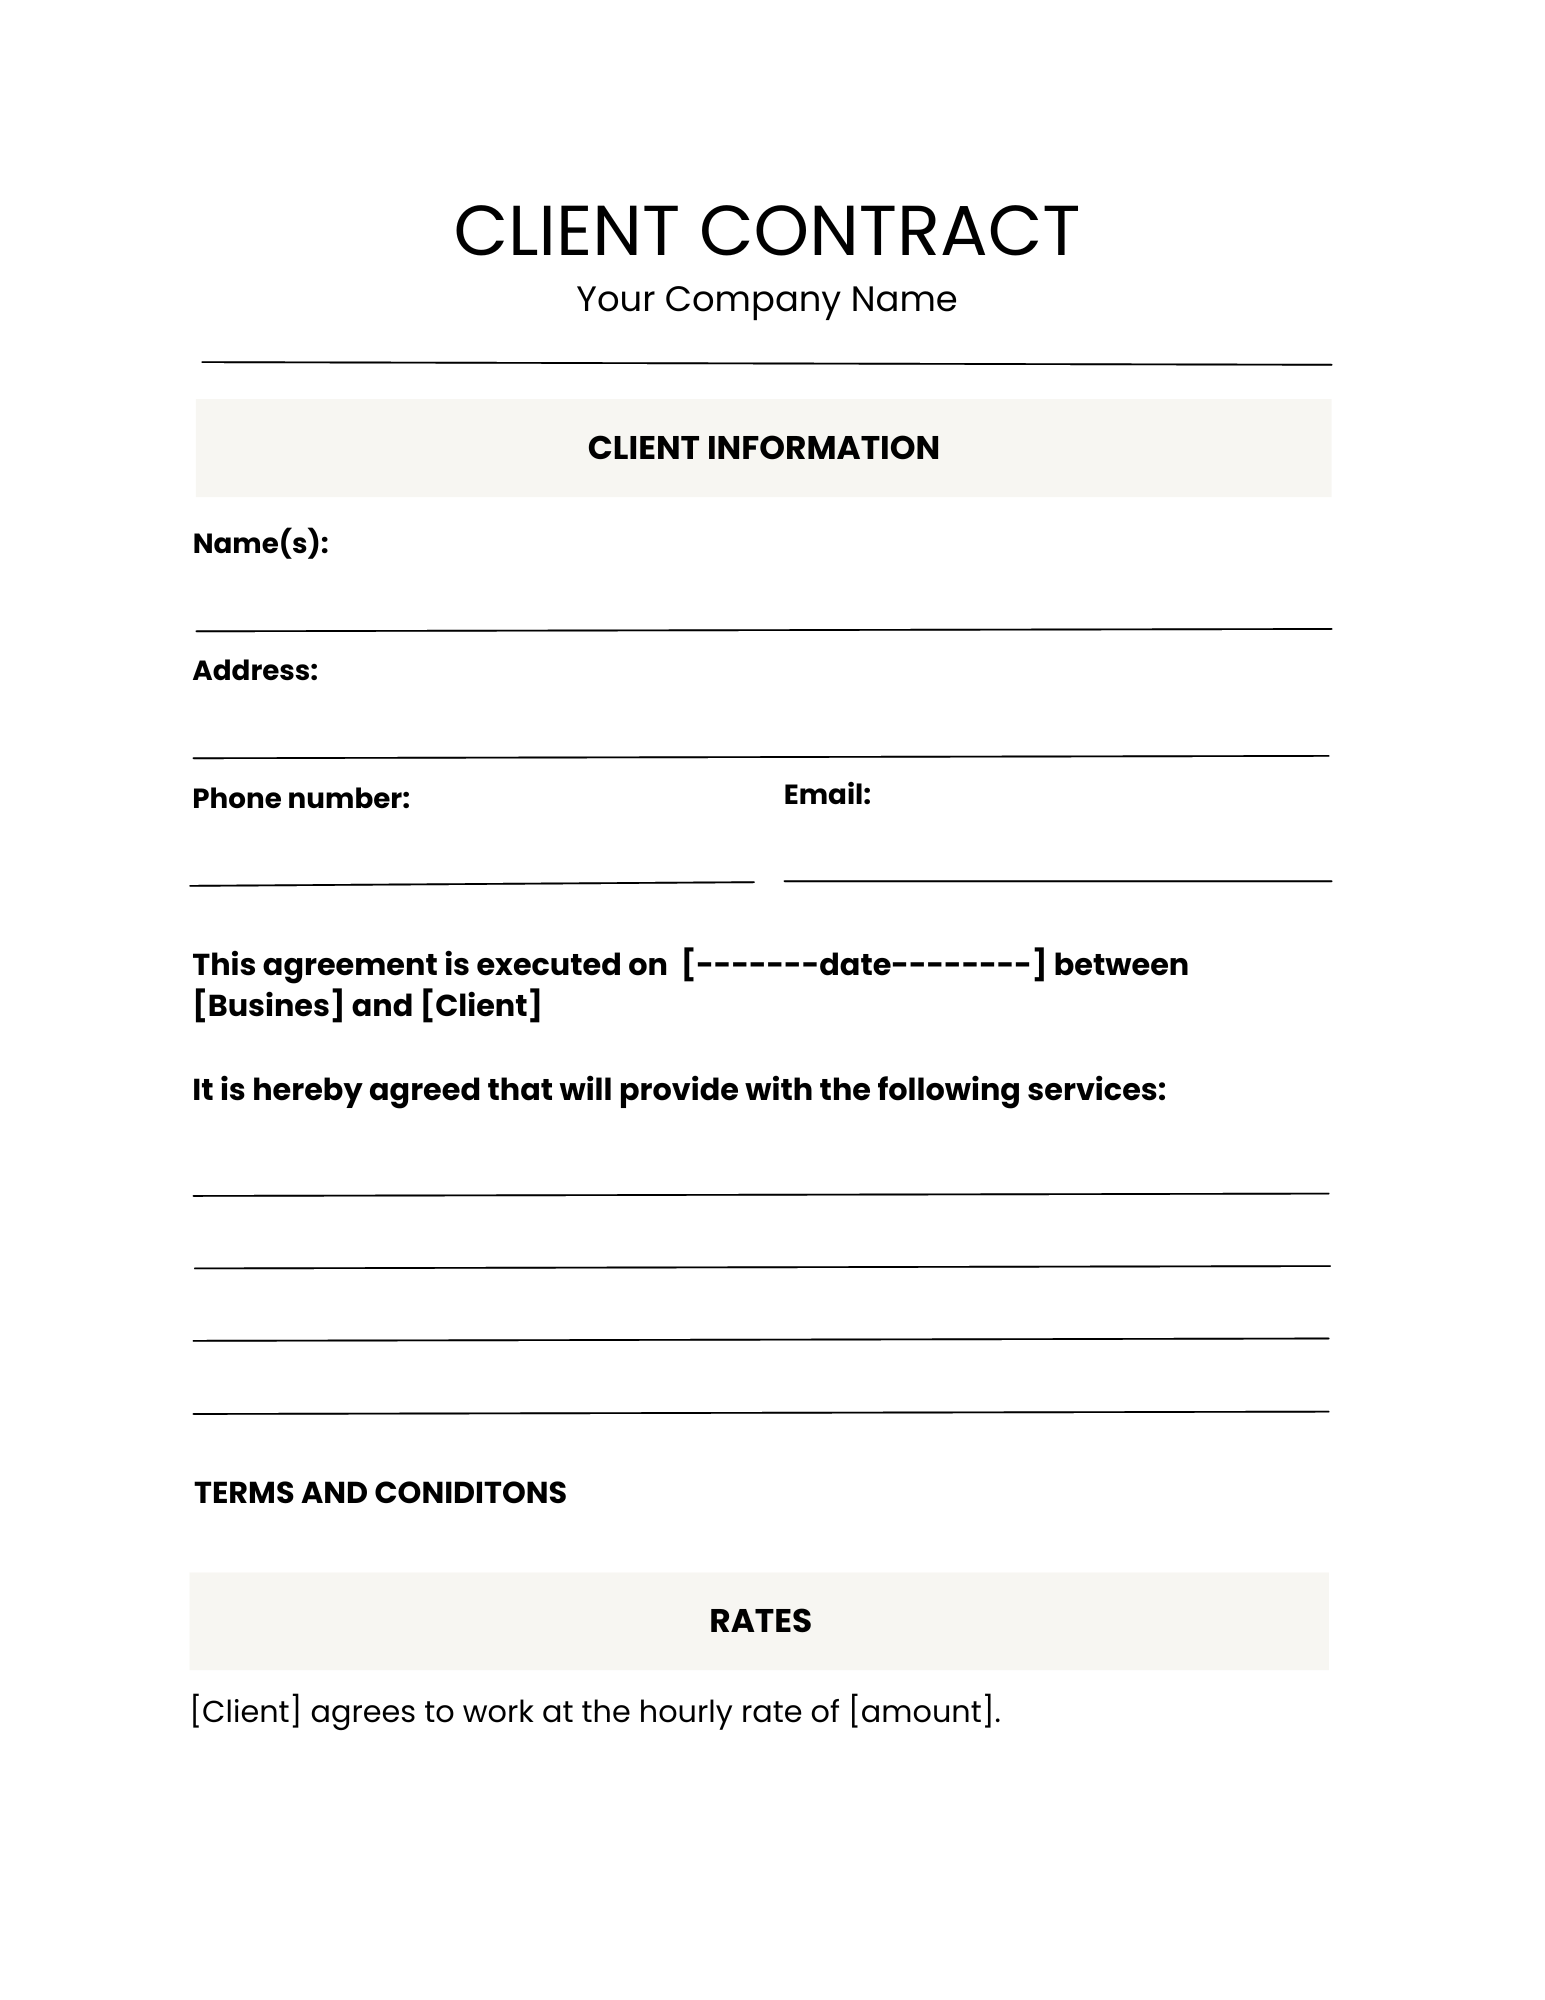 CLIENT CONTRACT
Your Company Name
CLIENT INFORMATION
Name(s):
Address:
Phone number:
Email:
This agreement is executed on  [-------date--------] between
[Busines] and [Client]
It is hereby agreed that will provide with the following services:
TERMS AND CONIDITONS
RATES
[Client] agrees to work at the hourly rate of [amount].